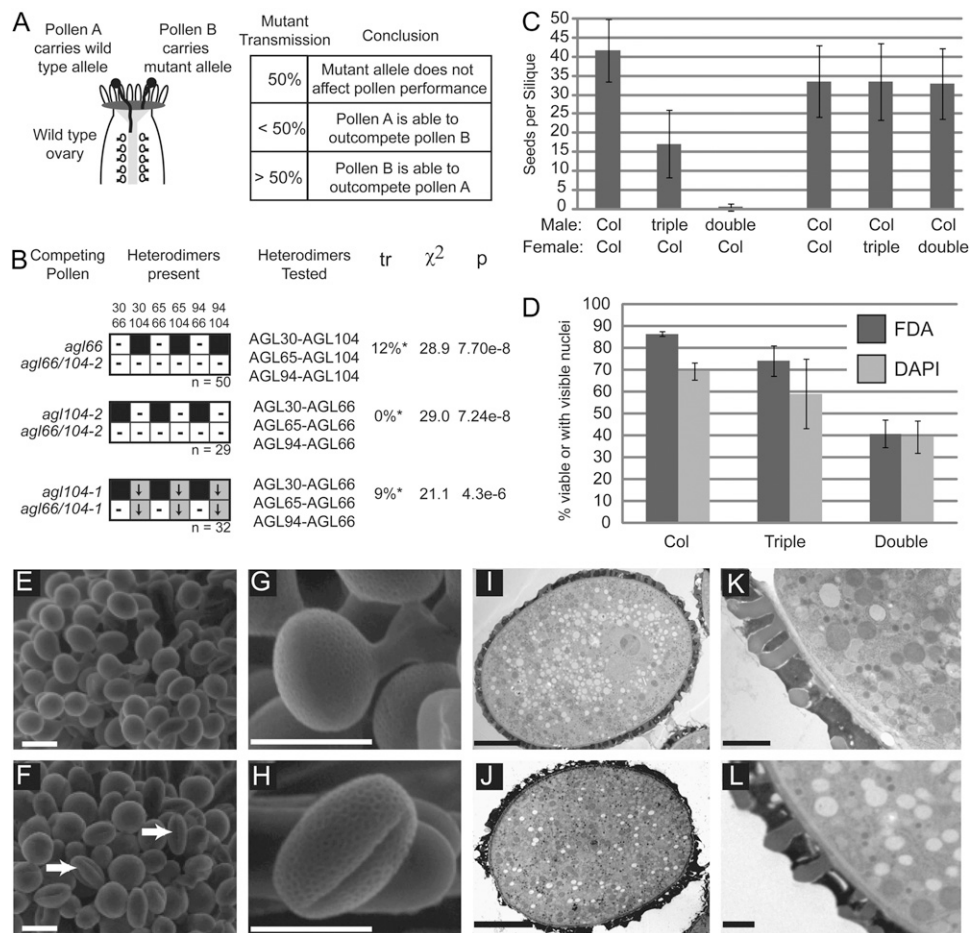 A
Pollen A
carries wild
type allele
Pollen B
carries
mutant allele
Wild type
ovary
Mutant
Transmission
Conclusion
50%
Mutant allele does not
affect pollen performance
< 50%
Pollen A is able to
outcompete pollen B
> 50%
Pollen B is able to
outcompete pollen A
B
Competing
Pollen
Heterodimers
present
Heterodimers
Tested
tr
χ2
p
30 30 65 65 94 94
66 104 66 104 66 104
agl66
- - -
agl66/104-2
- - - - - -
n = 50
AGL30-AGL104
AGL65-AGL104
AGL94-AGL104
12%* 28.9 7.70e-8
agl104-2
- - -
agl66/104-2
- - - - - -
n = 29
AGL30-AGL66
AGL65-AGL66
AGL94-AGL66
0%* 29.0 7.24e-8
agl104-1
↓ ↓ ↓
agl66/104-1
- ↓ - ↓ - ↓
n = 32
AGL30-AGL66
AGL65-AGL66
AGL94-AGL66
9%* 21.1 4.3e-6
C
Seeds per Silique
50
45
40
35
30
25
20
15
10
5
0
Male: Col triple double Col Col Col
Female: Col Col Col Col triple double
D
% viable or with visible nuclei
100
90
80
70
60
50
40
30
20
10
0
FDA
DAPI
Col Triple Double
E
G
I
K
F
H
J
L